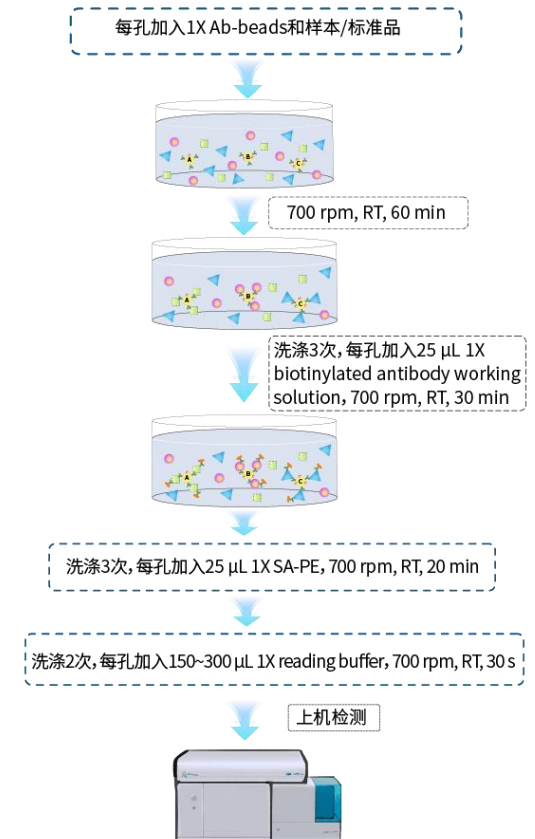 每孔加入1X Ab-beads和样本/标准品
A
B
C
700 rpm, RT, 60 min
A
B
C
洗涤3次，每孔加入25 μL 1X
biotinylated antibody working
solution，700 rpm, RT, 30 min
A
B
C
洗涤3次，每孔加入25 μL 1X SA-PE，700 rpm, RT, 20 min
洗涤2次，每孔加入150~300 μL 1X reading buffer，700 rpm, RT, 30 s
上机检测